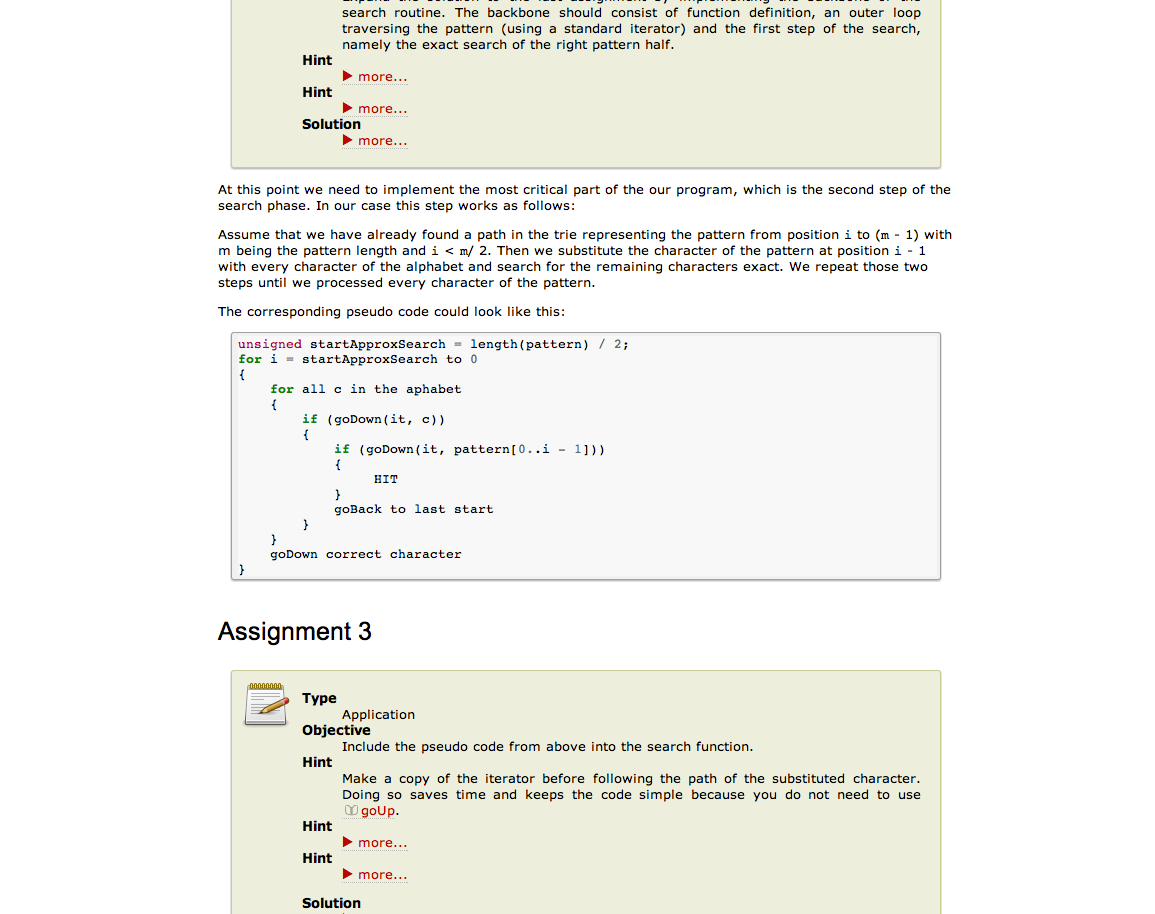 search routine. The backbone should consist of function definition, an outer loop
traversing the pattern (using a standard iterator) and the first step of the search,
namely the exact search of the right pattern half.
Hint
more...
Hint
more...
Solution
more...
At this point we need to implement the most critical part of the our program, which is the second step of the
search phase. In our case this step works as follows:
Assume that we have already found a path in the trie representing the pattern from position i to (m - 1) with
m being the pattern length and i < m/ 2. Then we substitute the character of the pattern at position i - 1
with every character of the alphabet and search for the remaining characters exact. We repeat those two
steps until we processed every character of the pattern.
The corresponding pseudo code could look like this:
unsigned startApproxSearch = length(pattern) / 2;
for i = startApproxSearch to 0
{
for all c in the aphabet
{
if (goDown(it, c))
{
if (goDown(it, pattern[0..i - 1]))
{
HIT
}
goBack to last start
}
}
goDown correct character
}
Assignment 3
Type
Application
Objective
Include the pseudo code from above into the search function.
Hint
Make a copy of the iterator before following the path of the substituted character.
Doing so saves time and keeps the code simple because you do not need to use
goUp.
Hint
more...
Hint
more...
Solution